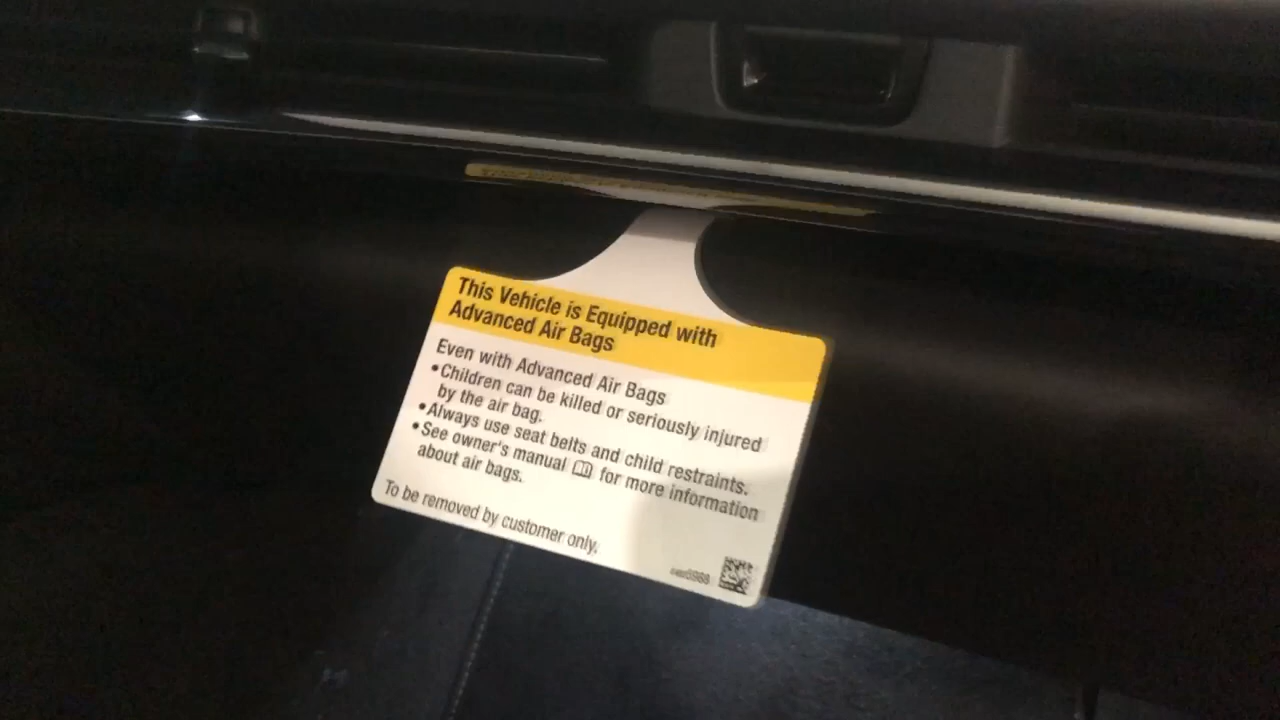 This Vehicle is Equipped with
Advanced Air Bags
Even with Advanced Air Bags
•Children can be killed or seriously injured
by the air bag.
•Always use seat belts and child restraints.
•See owner's manual for more information
about air bags.
To be removed by customer only.